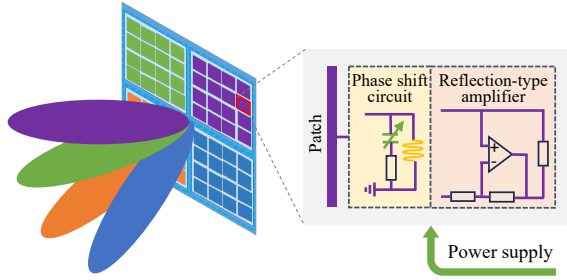 Patch
Phase shift
circuit
Reflection-type
amplifier
+
-
Power supply